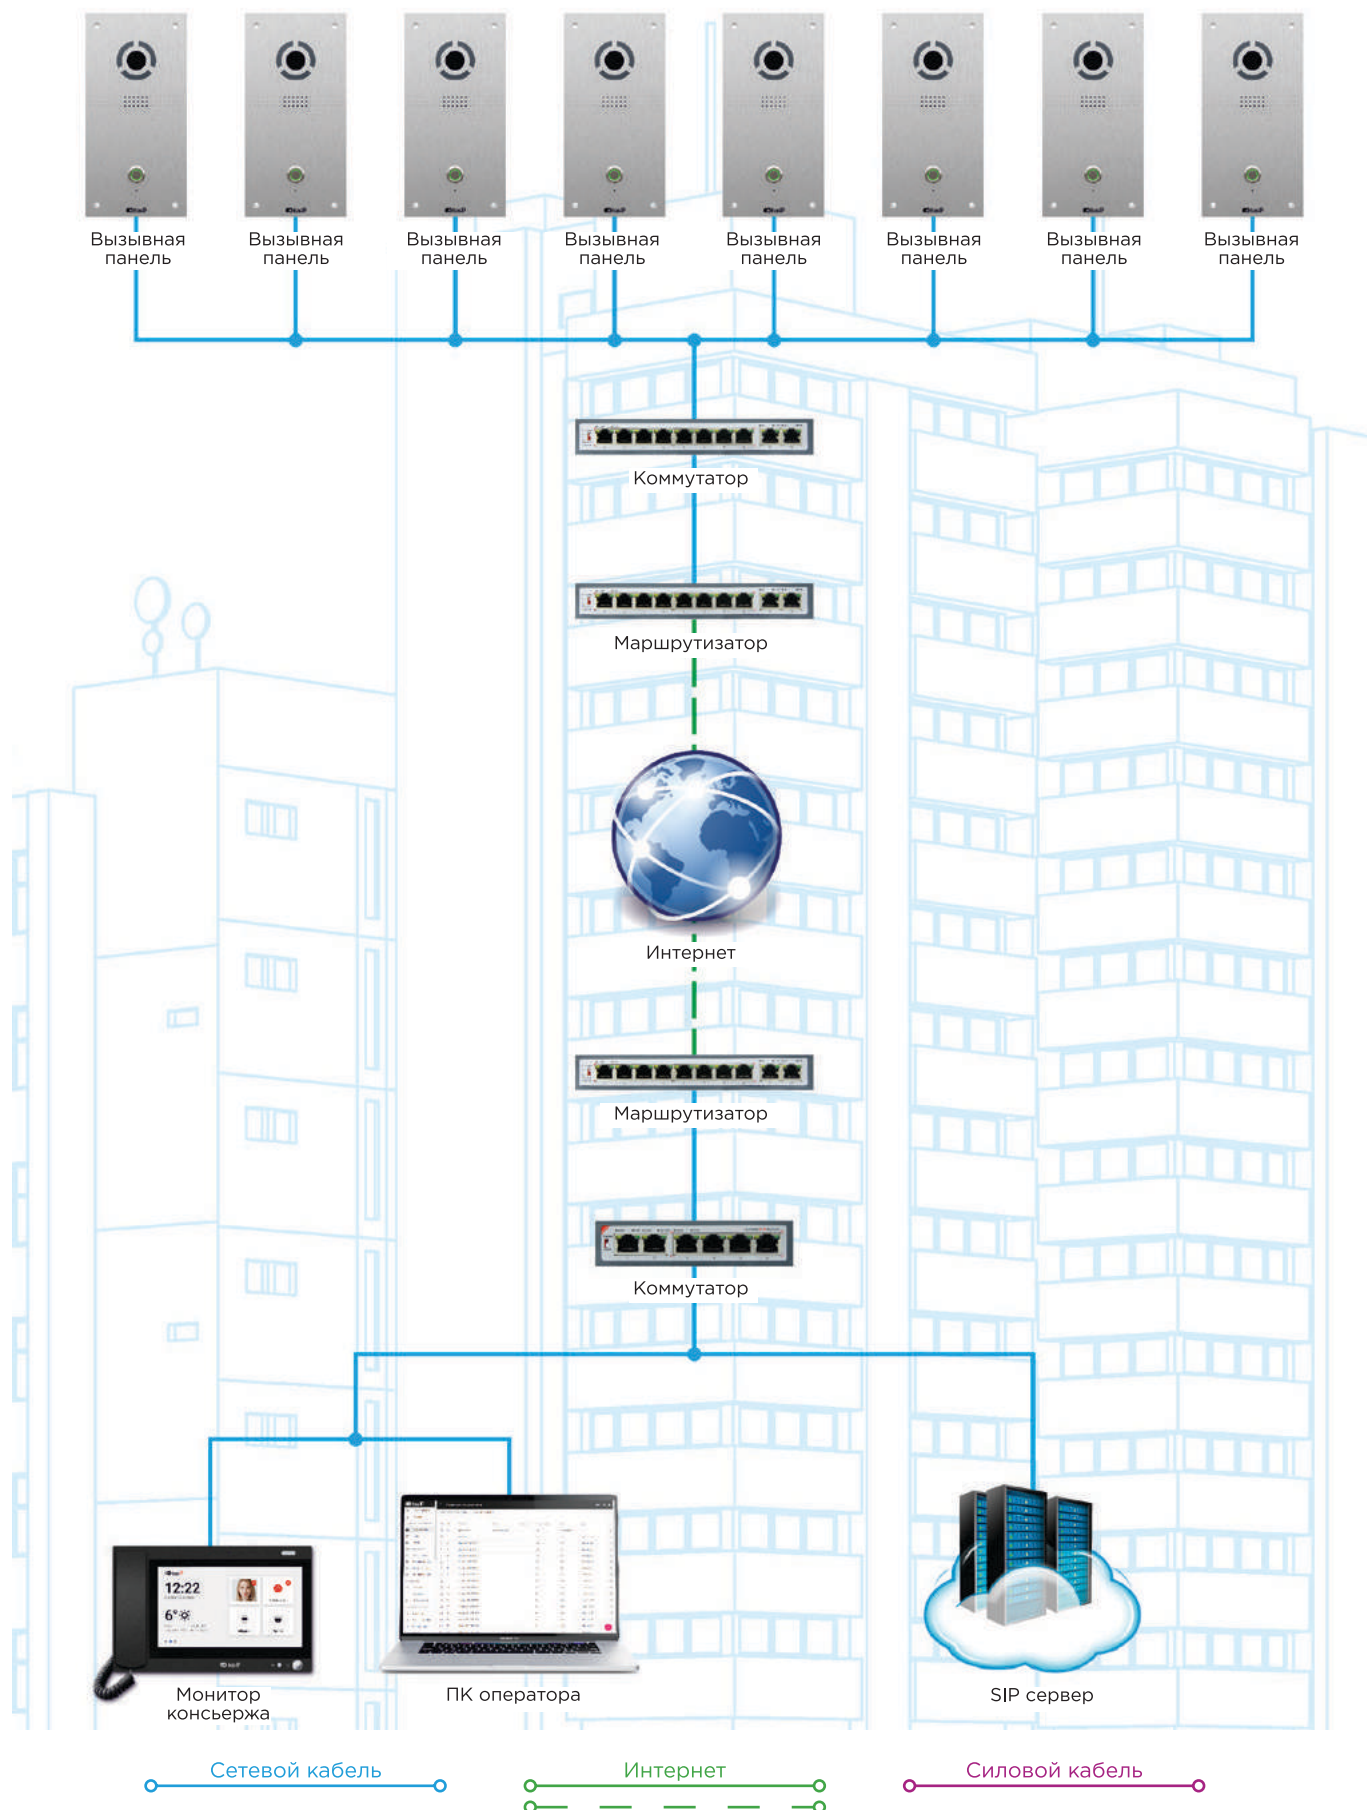 Вызывная Вызывная Вызывная Вызывная Вызывная Вызывная Вызывная Вызывная
панель панель панель панель панель панель панель панель
Коммутатор
Маршрутизатор
Интернет
Маршрутизатор
Коммутатор
12:22
6°
Монитор
консьержа
ПК оператора
SIP сервер
Сетевой кабель
Интернет
Силовой кабель